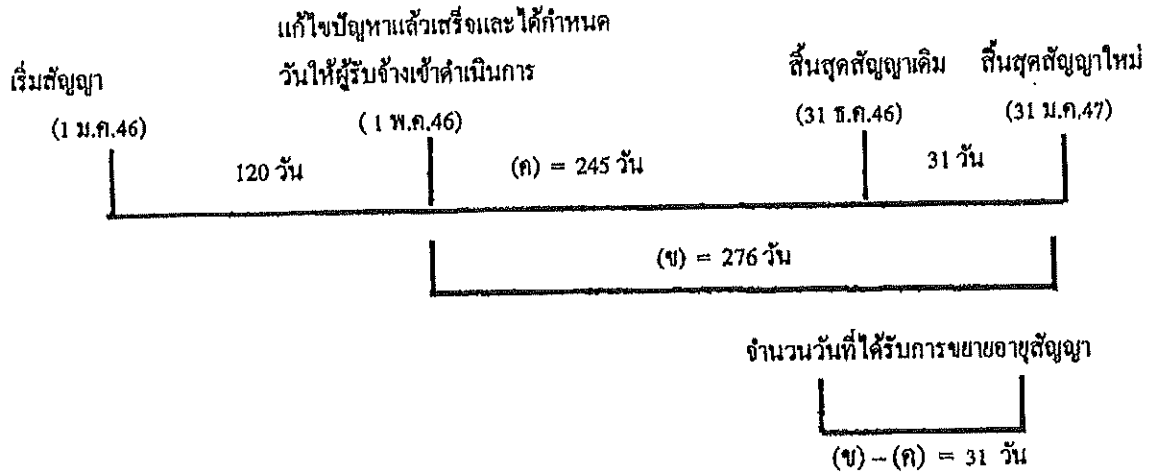 แก้ไขปัญหาแล้วเสร็จและได้กำหนด
วันให้ผู้รับจ้างเข้าดำเนินการ
เริ่มสัญญา
สิ้นสุดสัญญาเดิม
สิ้นสุดสัญญาใหม่
(1 ม.ค.46)
( 1 พ.ค.46)
(31 ธ.ค.46)
(31 ม.ค.47)
120 วัน
(ค) = 245 วัน
31 วัน
(ข) = 276 วัน
จำนวนวันที่ได้รับการขยายอายุสัญญา
(ข) – (ค) = 31 วัน